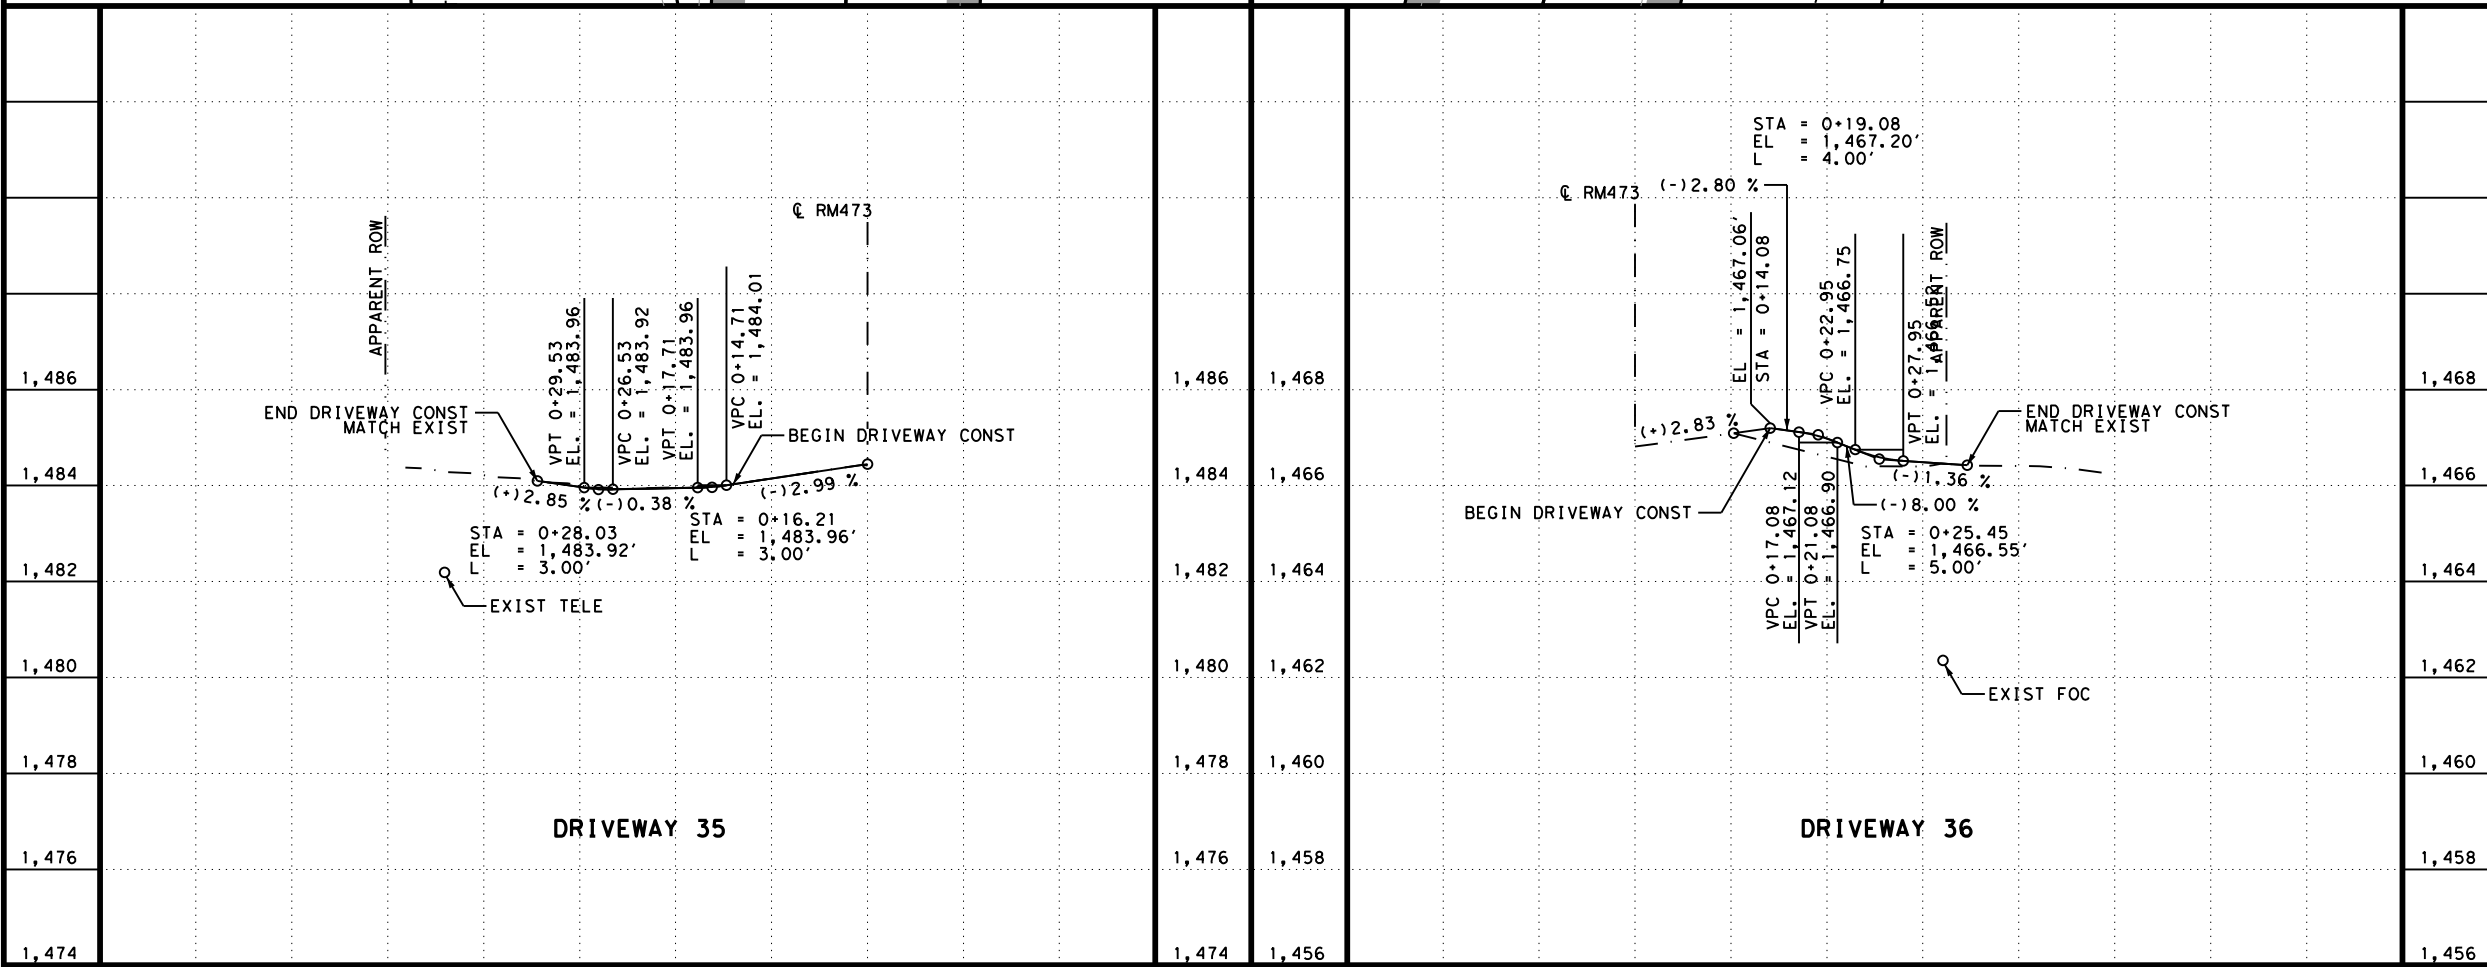 1,486
1,484
1,482
1,480
1,478
1,476
1,474
APPARENT ROW
℄ RM473
END DRIVEWAY CONST
MATCH EXIST
VPT 0+29.53
EL. = 1,483.96
VPC 0+26.53
EL. = 1,483.92
VPT 0+17.71
EL. = 1,483.96
VPC 0+14.71
EL. = 1,484.01
BEGIN DRIVEWAY CONST
(+)2.85 %
(-)0.38 %
(-)2.99 %
STA = 0+28.03
EL = 1,483.92'
L = 3.00'
STA = 0+16.21
EL = 1,483.96'
L = 3.00'
EXIST TELE
DRIVEWAY 35
1,486
1,484
1,482
1,480
1,478
1,476
1,474
1,468
1,466
1,464
1,462
1,460
1,458
1,456
STA = 0+19.08
EL = 1,467.20'
L = 4.00'
℄ RM473
(-)2.80 %
EL = 1,467.06'
STA = 0+14.08
VPC 0+22.95
EL. = 1,466.75
VPT 0+27.95
EL. = 1,466
APPARENT ROW
(+)2.83 %
END DRIVEWAY CONST
MATCH EXIST
(-)1.36 %
(-)8.00 %
BEGIN DRIVEWAY CONST
VPC 0+17.08
EL. = 1,467.12
VPT 0+21.08
EL. = 1,466.90
STA = 0+25.45
EL = 1,466.55'
L = 5.00'
EXIST FOC
DRIVEWAY 36
1,468
1,466
1,464
1,462
1,460
1,458
1,456